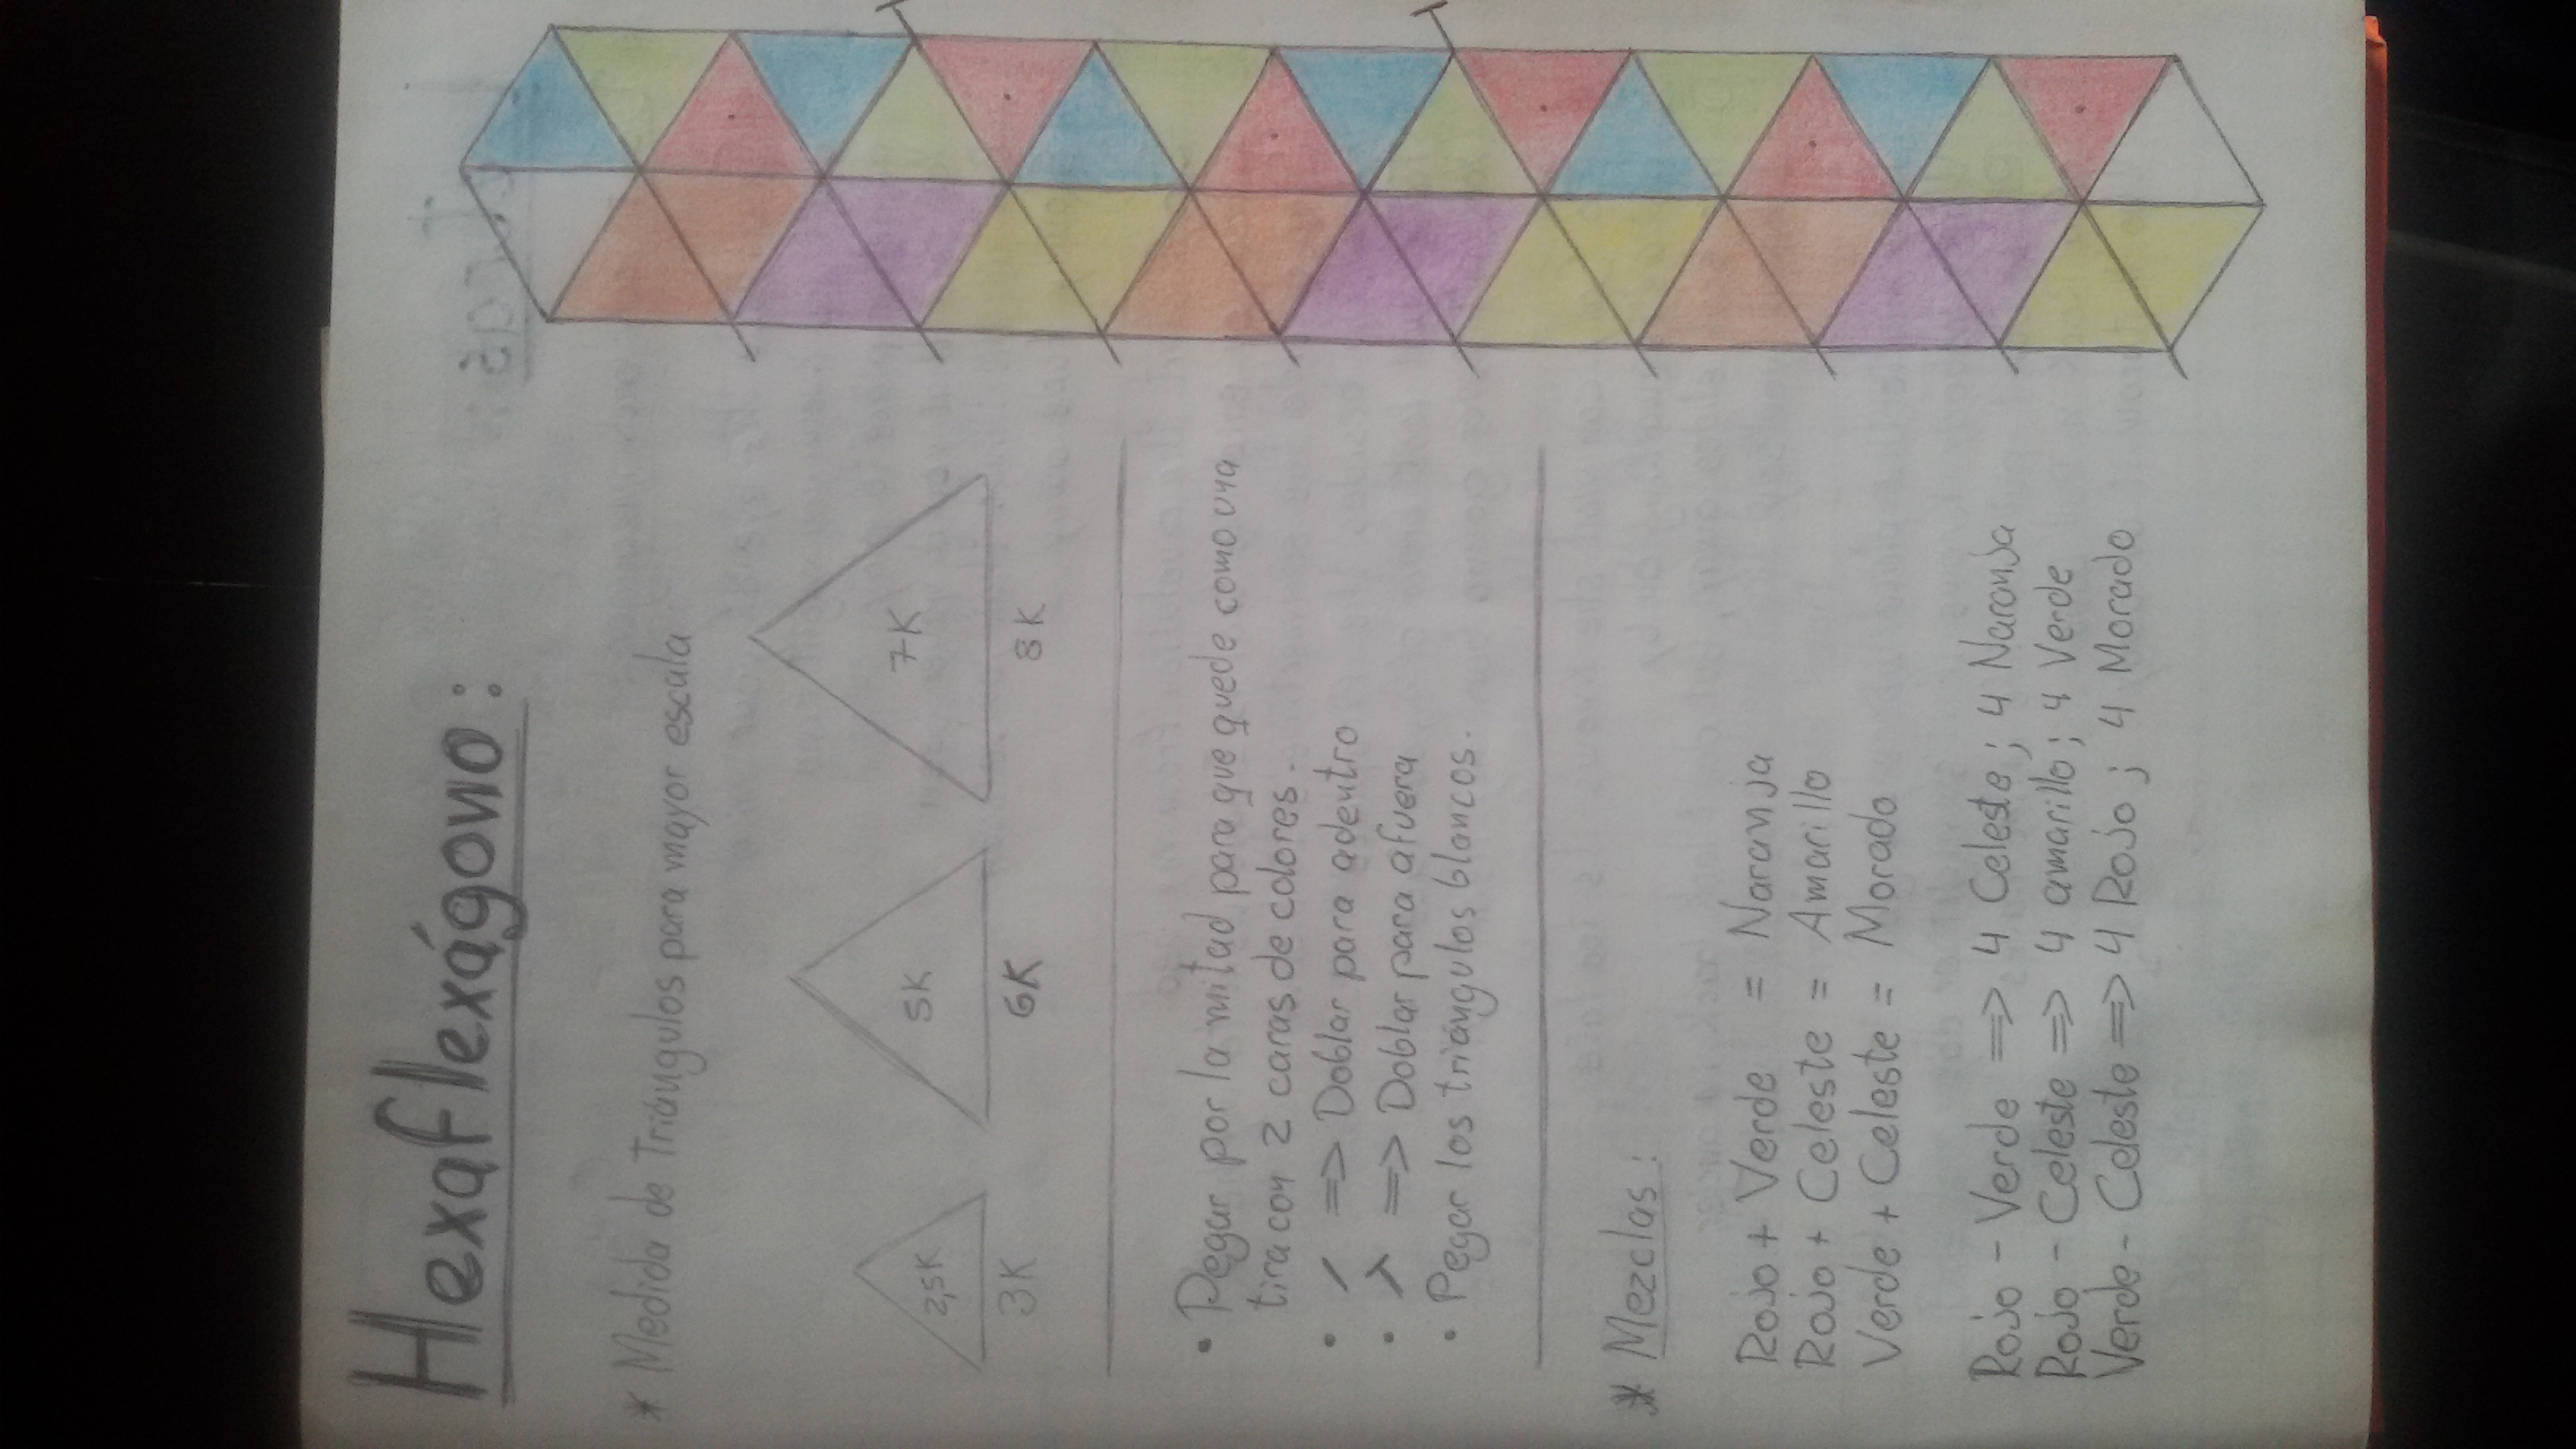 Hexaflexágono:
* Medida de Triángulos para mayor escala
2,5K
3K
5K
6K
7K
8K
• Pegar por la mitad para que quede como una
tira con 2 caras de colores.
• / => Doblar para adentro
• => Doblar para afuera
• Pegar los triángulos blancos.
* Mezclas:
Rojo + Verde = Naranja
Rojo + Celeste = Amarillo
Verde + Celeste = Morado
Rojo - Verde => 4 Celeste; 4 Naranja
Rojo - Celeste => 4 amarillo; 4 Verde
Verde - Celeste => 4 Rojo; 4 Morado